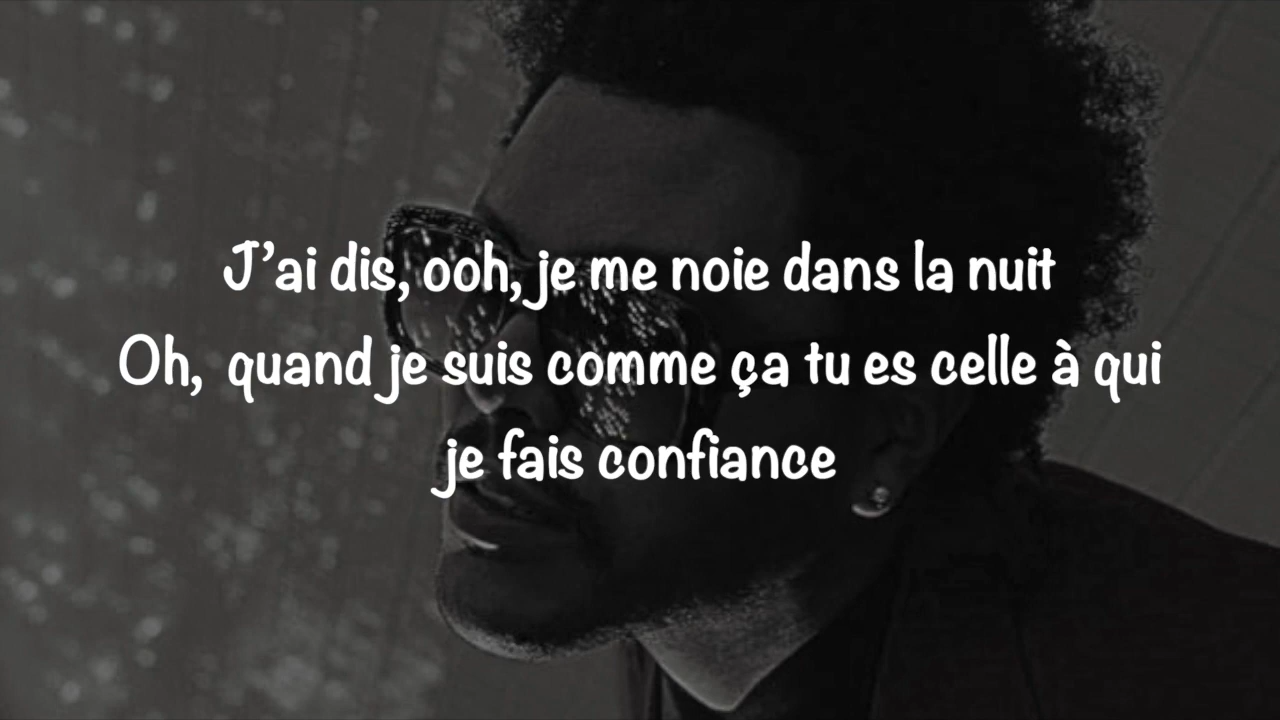 J’ai dis, ooh, je me noie dans la nuit
Oh, quand je suis comme ça tu es celle à qui
je fais confiance